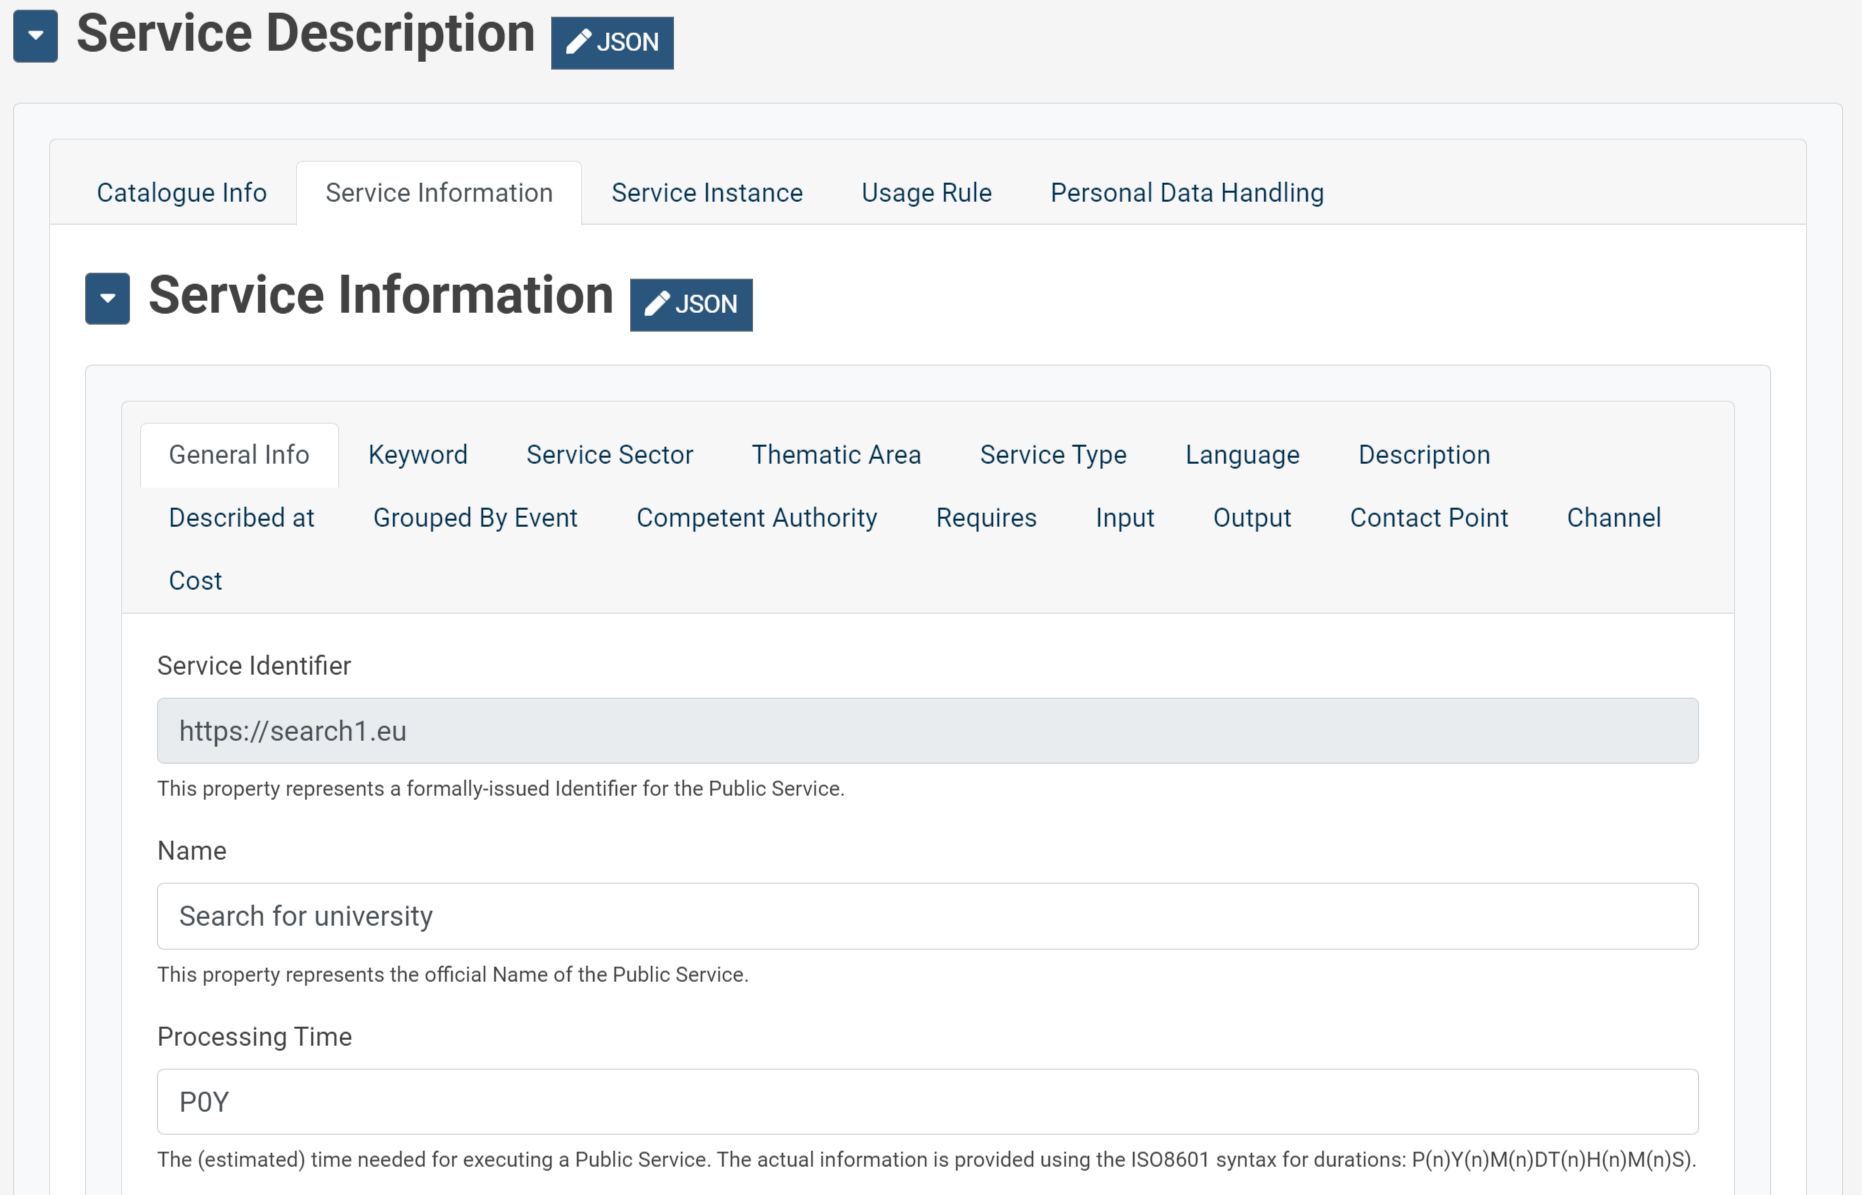 Service Description JSON
Catalogue Info Service Information Service Instance Usage Rule Personal Data Handling
Service Information JSON
General Info Keyword Service Sector Thematic Area Service Type Language Description
Described at Grouped By Event Competent Authority Requires Input Output Contact Point Channel
Cost
Service Identifier
https://search1.eu
This property represents a formally-issued Identifier for the Public Service.
Name
Search for university
This property represents the official Name of the Public Service.
Processing Time
P0Y
The (estimated) time needed for executing a Public Service. The actual information is provided using the ISO8601 syntax for durations: P(n)Y(n)M(n)DT(n)H(n)M(n)S).